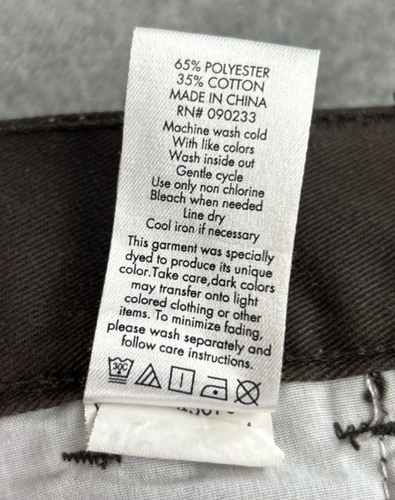 65% POLYESTER
35% COTTON
MADE IN CHINA
RN# 090233
Machine wash cold
With like colors
Wash inside out
Gentle cycle
Use only non chlorine
Bleach when needed
Line dry
Cool iron if necessary
This garment was specially
dyed to produce its unique
color.Take care,dark colors
may transfer onto light
colored clothing or other
items. To minimize fading,
please wash separately and
follow care instructions.
30C